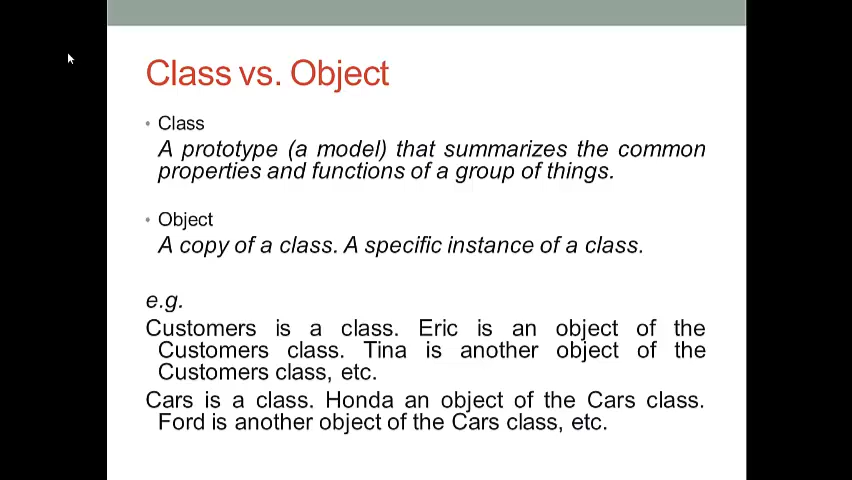 Class vs. Object
• Class
A prototype (a model) that summarizes the common
properties and functions of a group of things.
• Object
A copy of a class. A specific instance of a class.
e.g.
Customers is a class. Eric is an object of the
Customers class. Tina is another object of the
Customers class, etc.
Cars is a class. Honda an object of the Cars class.
Ford is another object of the Cars class, etc.